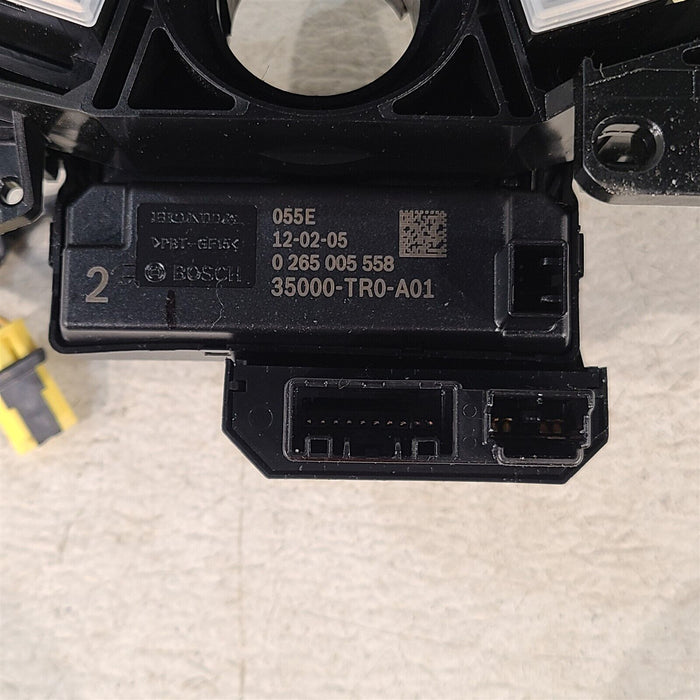 HONDA
>PBT-GF15<
BOSCH
2
055E
12-02-05
0 265 005 558
35000-TR0-A01